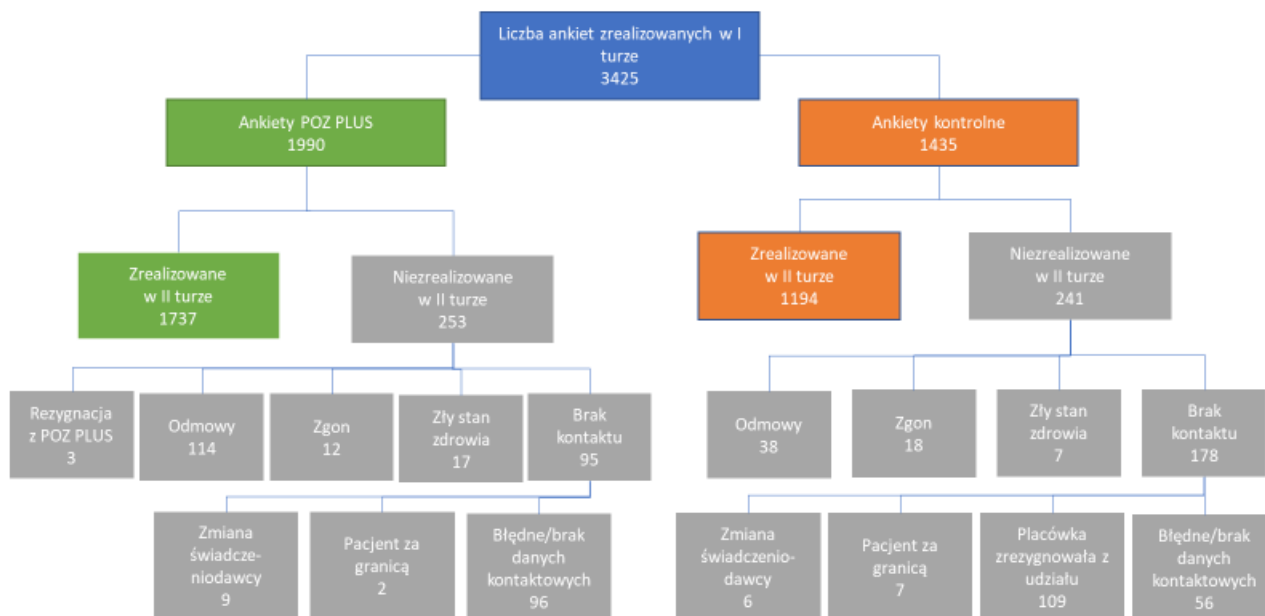 Liczba ankiet zrealizowanych w I
turze
3425
Ankiety POZ PLUS
1990
Ankiety kontrolne
1435
Zrealizowane
w II turze
1737
Niezrealizowane
w II turze
253
Zrealizowane
w II turze
1194
Niezrealizowane
w II turze
241
Rezygnacja
z POZ PLUS
3
Odmowy
114
Zgon
12
Zły stan
zdrowia
17
Brak
kontaktu
95
Odmowy
38
Zgon
18
Zły stan
zdrowia
7
Brak
kontaktu
178
Zmiana
świadcze-
niodawcy
9
Pacjent za
granicą
2
Błędne/brak
danych
kontaktowych
96
Zmiana
świadczenio-
dawcy
6
Pacjent za
granicą
7
Placówka
zrezygnowała z
udziału
109
Błędne/brak
danych
kontaktowych
56